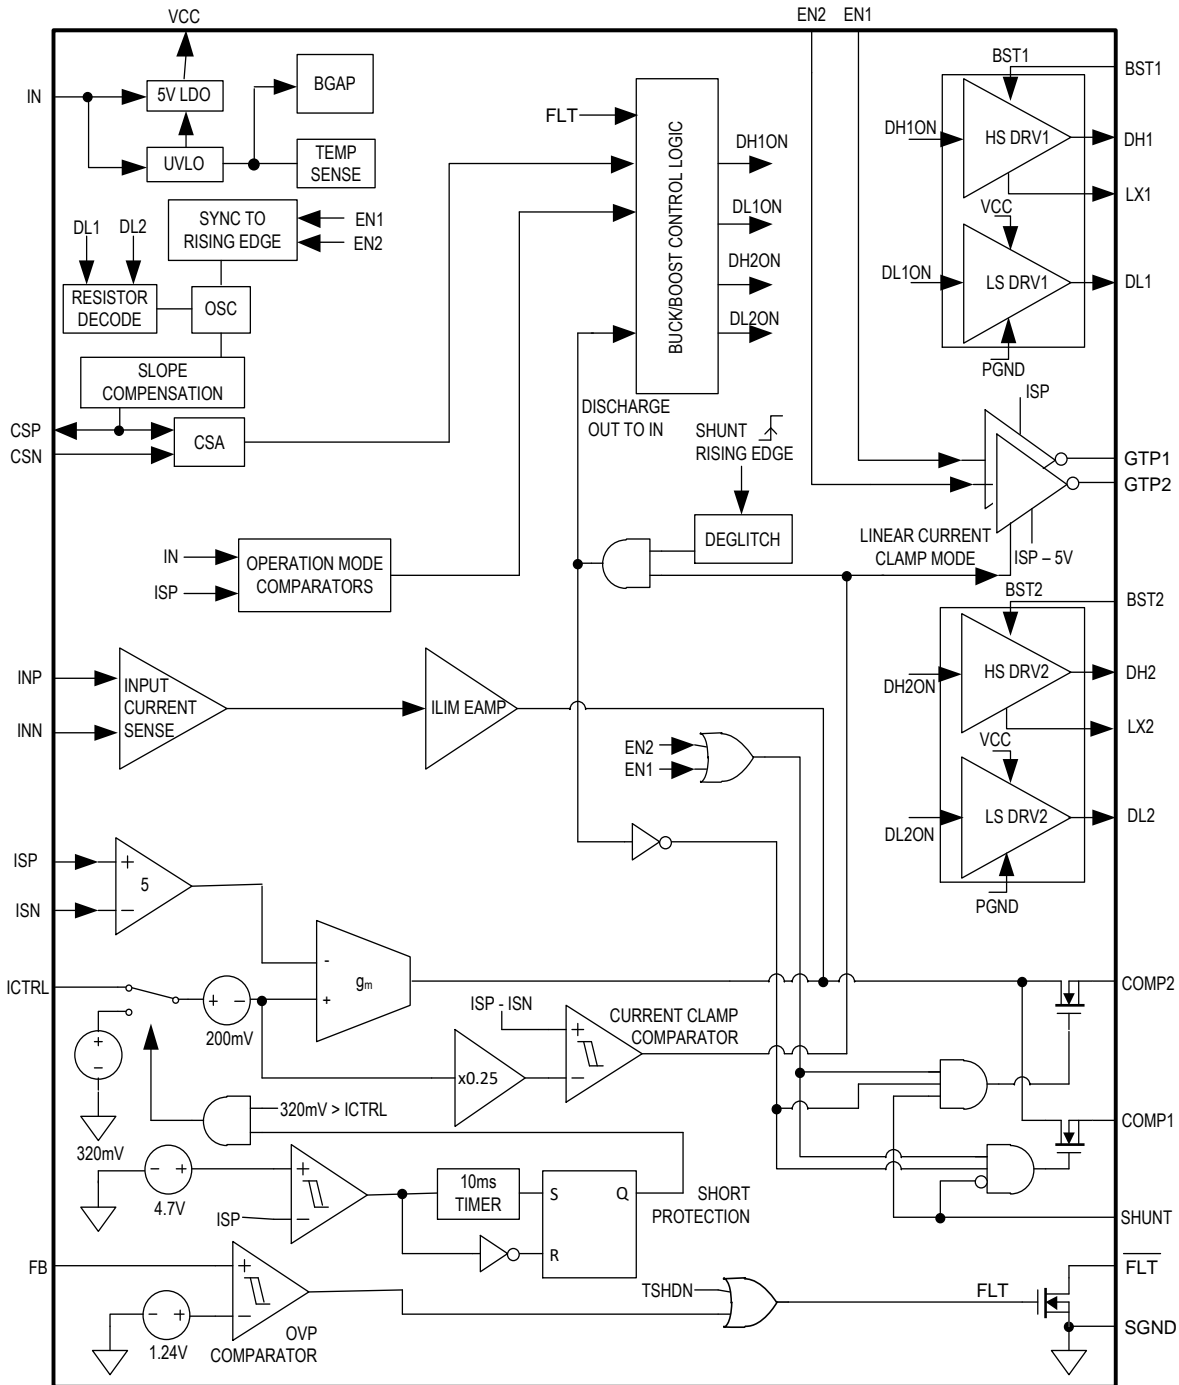 VCC
EN2
EN1
IN
5V LDO
BGAP
UVLO
TEMP
SENSE
FLT
BUCK/BOOST CONTROL LOGIC
DH1ON
DL1ON
DH2ON
DL2ON
BST1
BST1
DH1ON
HS DRV1
DH1
LX1
VCC
DL1ON
LS DRV1
DL1
PGND
DL1
DL2
SYNC TO
RISING EDGE
EN1
EN2
RESISTOR
DECODE
OSC
SLOPE
COMPENSATION
CSP
CSN
CSA
DISCHARGE
OUT TO IN
SHUNT
RISING EDGE
DEGLITCH
ISP
GTP1
GTP2
LINEAR CURRENT
CLAMP MODE
ISP – 5V
IN
ISP
OPERATION MODE
COMPARATORS
BST2
BST2
DH2ON
HS DRV2
DH2
LX2
VCC
DL2ON
LS DRV2
DL2
PGND
INP
INN
INPUT
CURRENT
SENSE
ILIM EAMP
EN2
EN1
ISP
ISN
+
5
−
ICTRL
+ −
200mV
-
gm
+
+
−
320mV
ISP - ISN
CURRENT CLAMP
COMPARATOR
x0.25
+
−
COMP2
320mV > ICTRL
COMP1
− +
4.7V
+
−
ISP
10ms
TIMER
S
Q
R
SHORT
PROTECTION
SHUNT
FB
+
−
− +
1.24V
OVP
COMPARATOR
TSHDN
FLT
FLT
SGND